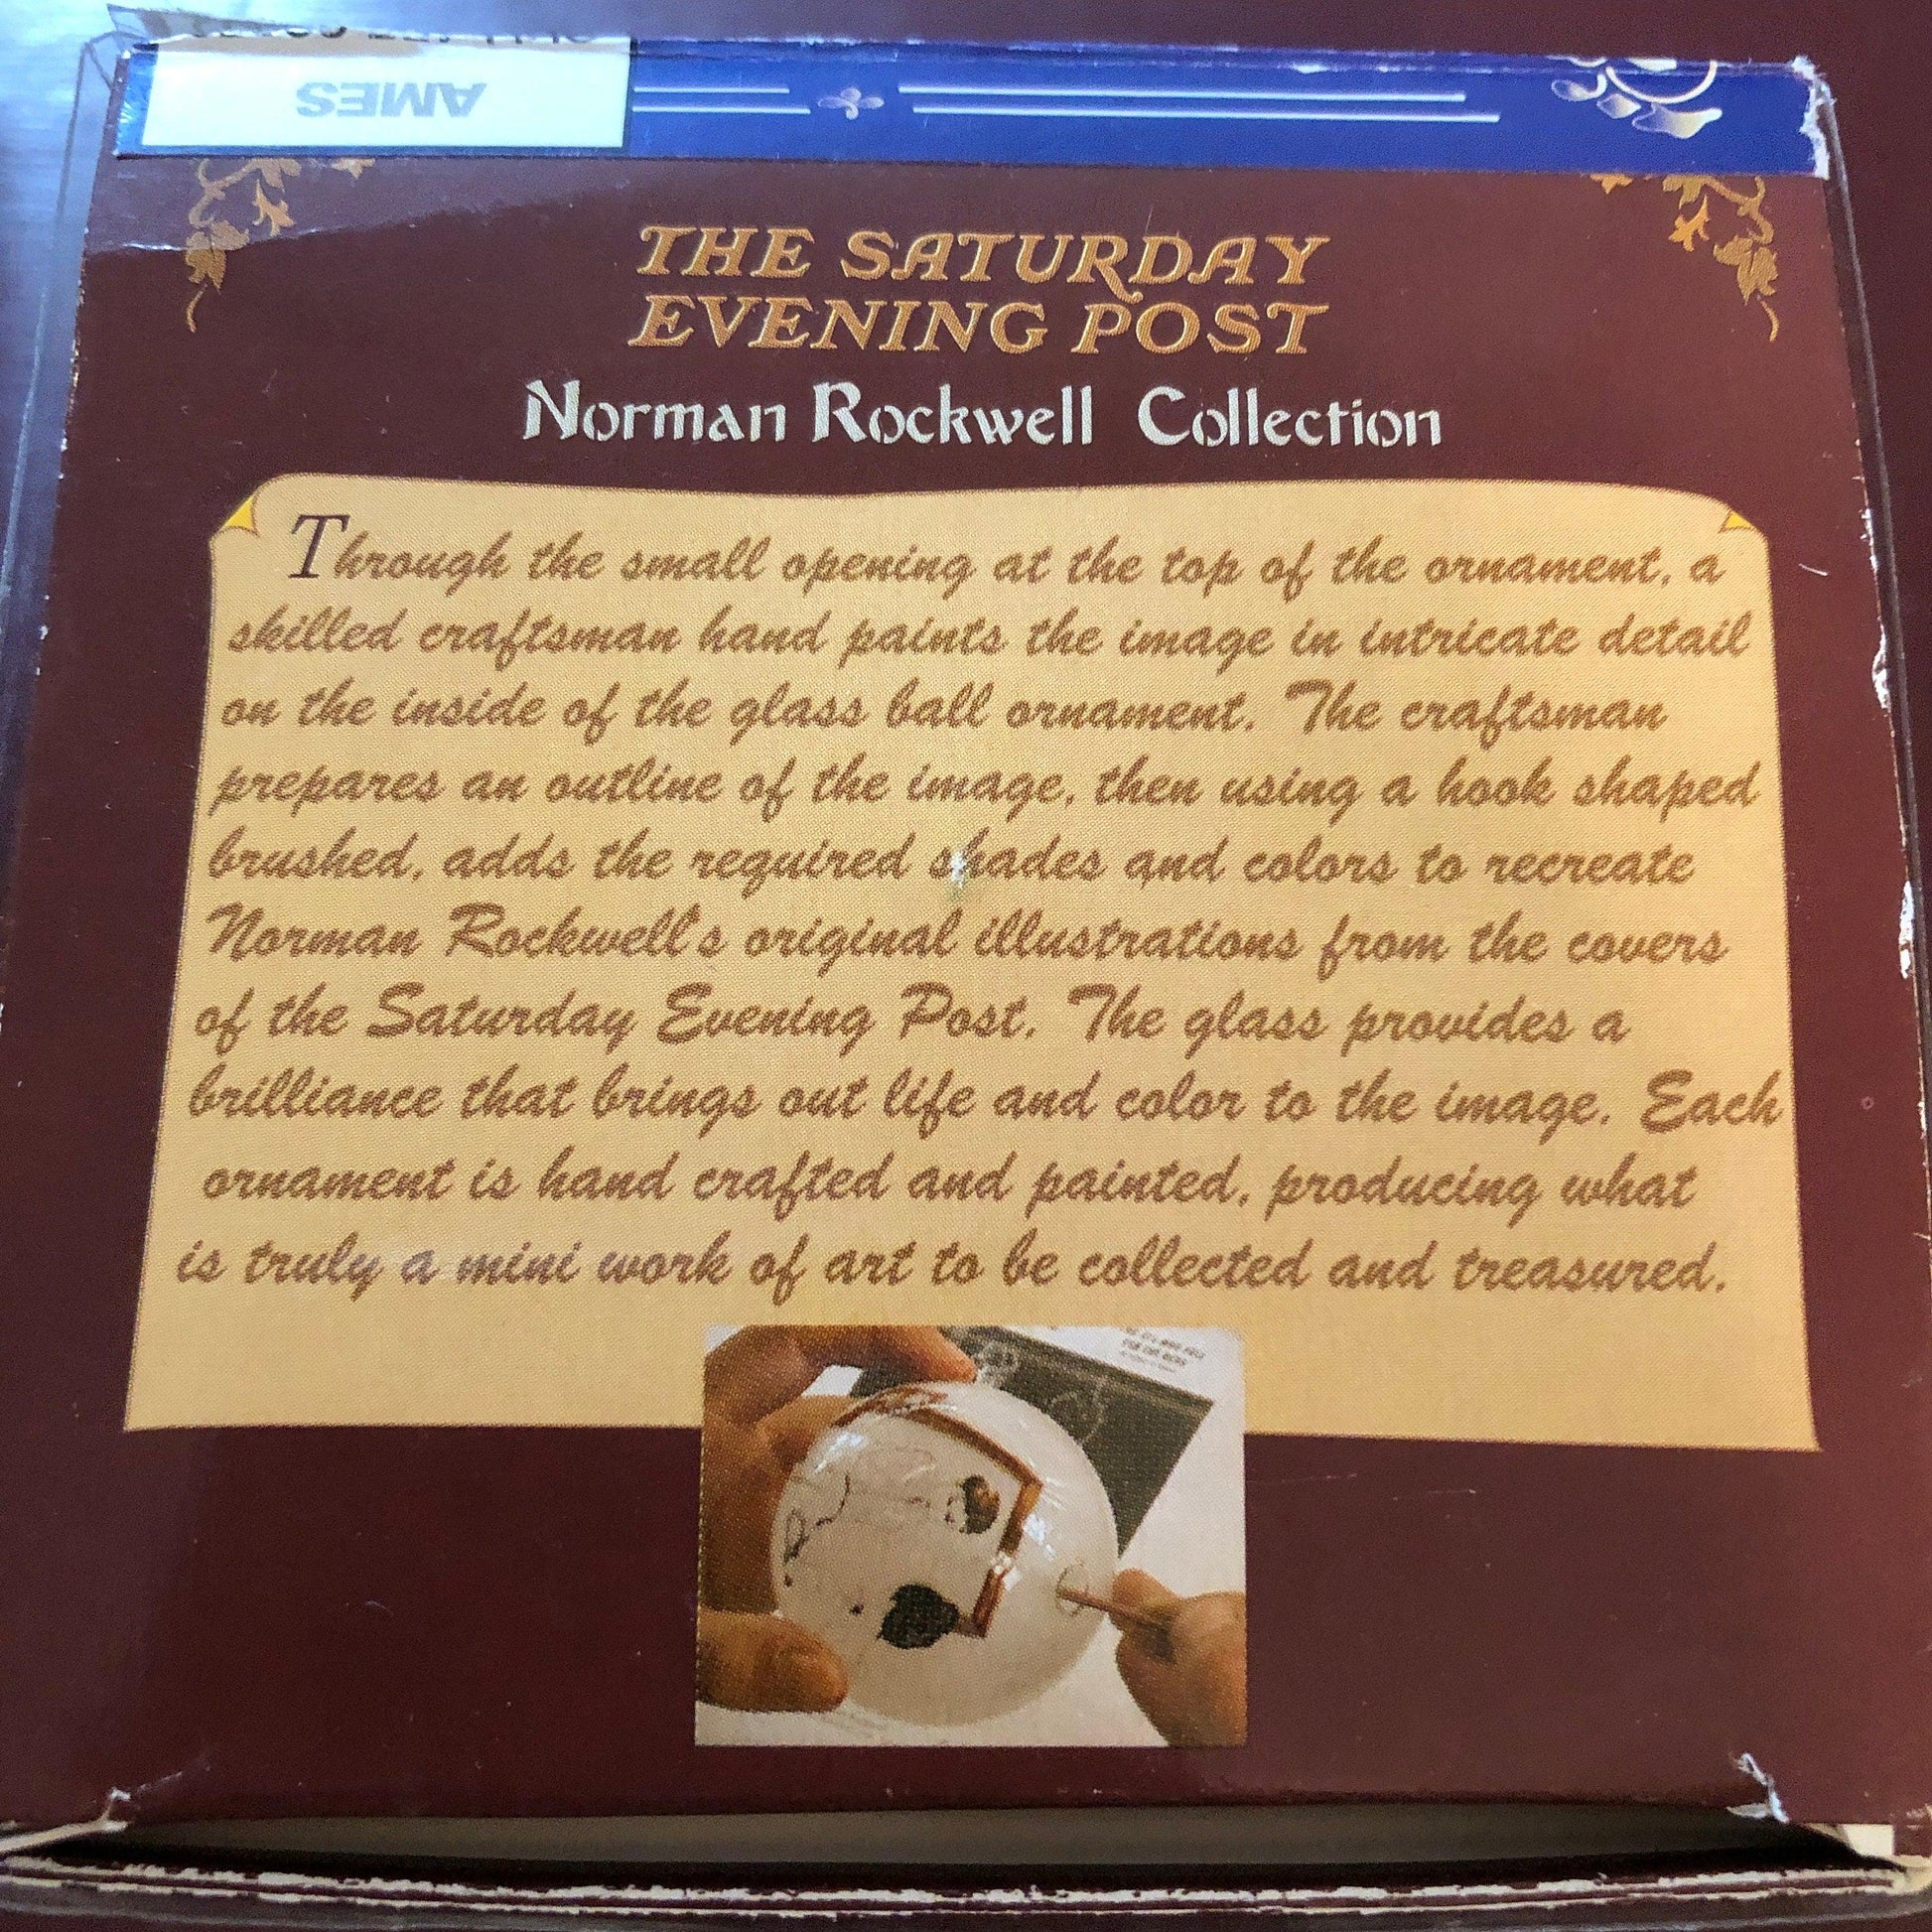 AMES
THE SATURDAY
EVENING POST
Norman Rockwell Collection
Through the small opening at the top of the ornament, a
skilled craftsman hand paints the image in intricate detail
on the inside of the glass ball ornament. The craftsman
prepares an outline of the image, then using a hook shaped
brushed, adds the required shades and colors to recreate
Norman Rockwell's original illustrations from the covers
of the Saturday Evening Post. The glass provides a
brilliance that brings out life and color to the image. Each
ornament is hand crafted and painted, producing what
is truly a mini work of art to be collected and treasured.